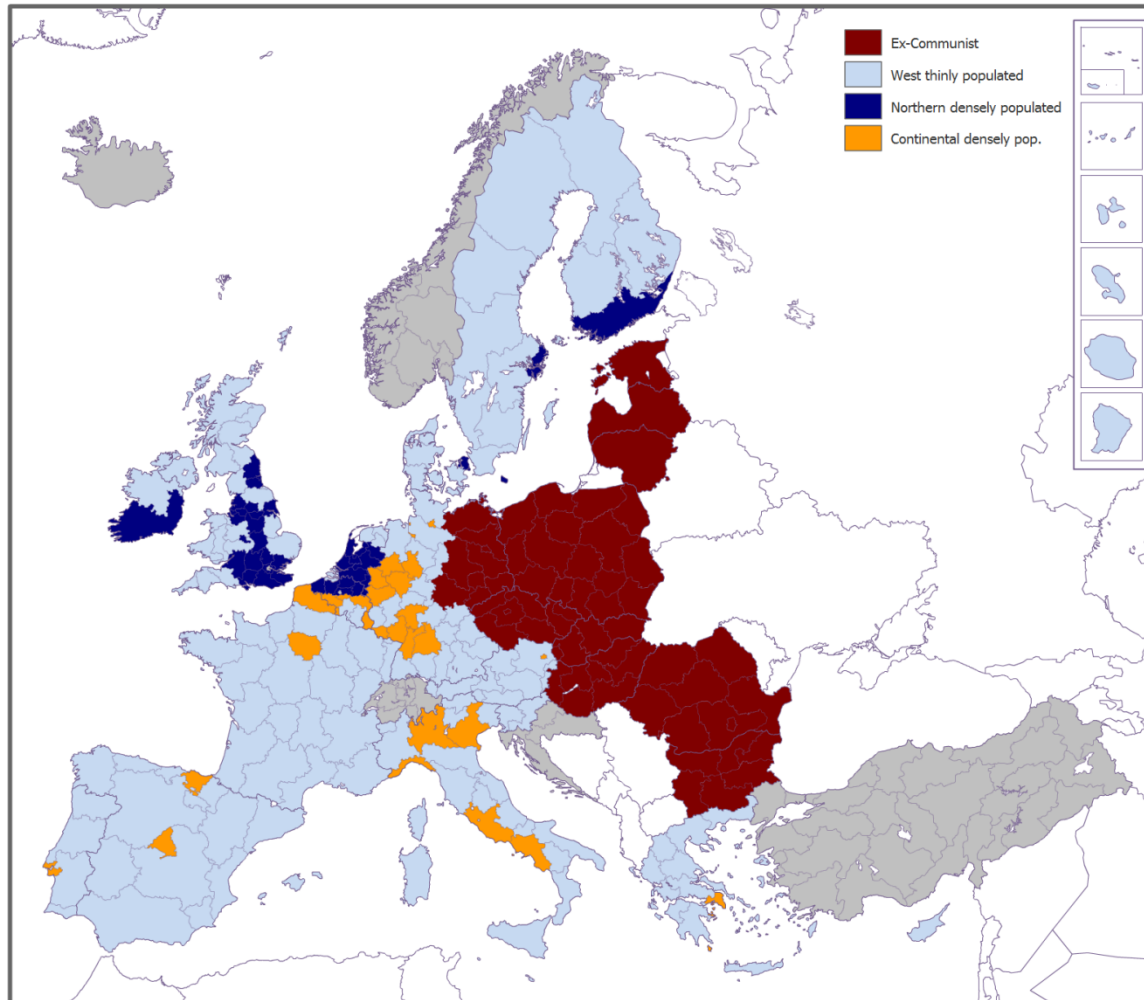 Ex-Communist
West thinly populated
Northern densely populated
Continental densely pop.